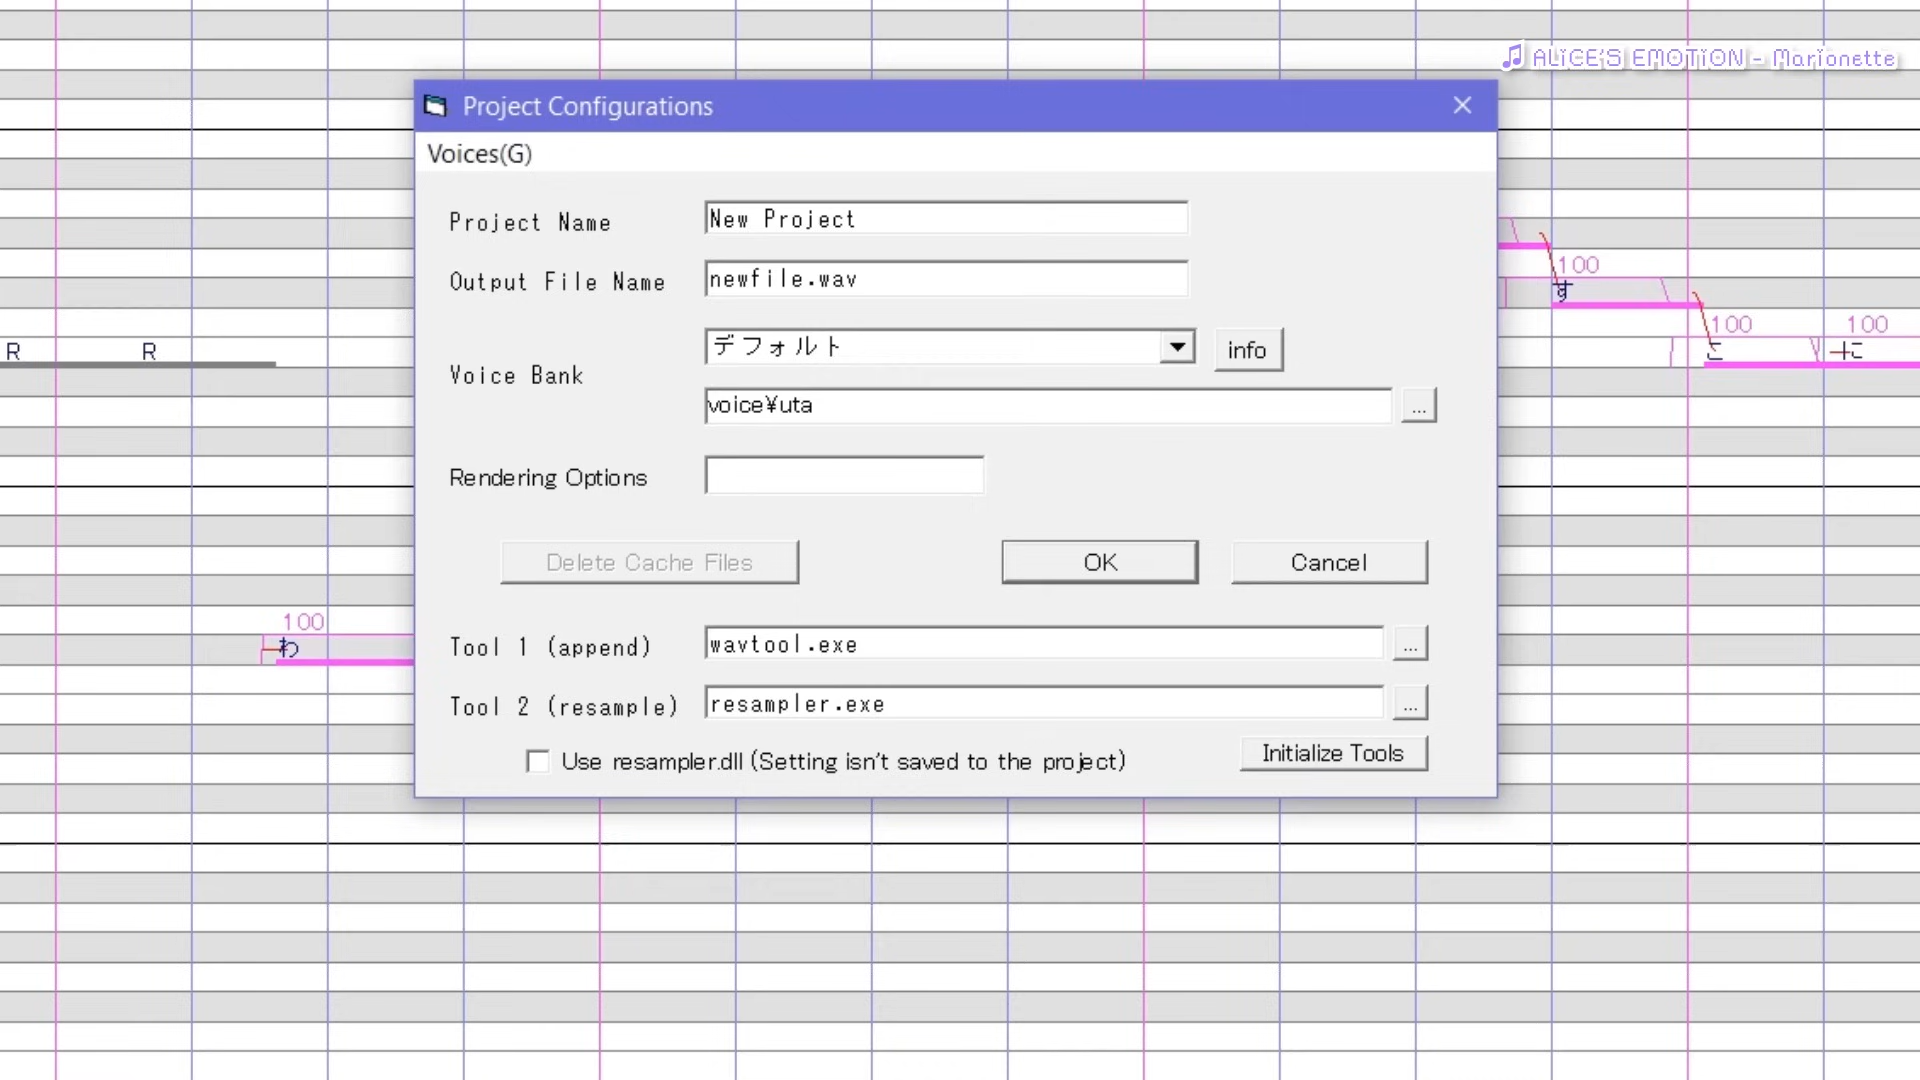 ♫ ALiCE'S EMOTiON - Marionette
Project Configurations
Voices(G)
Project Name New Project
Output File Name newfile.wav
Voice Bank デフォルト info
voice¥uta ...
Rendering Options
Delete Cache Files OK Cancel
Tool 1 (append) wavtool.exe ...
Tool 2 (resample) resampler.exe ...
Use resampler.dll (Setting isn't saved to the project) Initialize Tools
100
す
100 100
R R
こ
に
100
わ